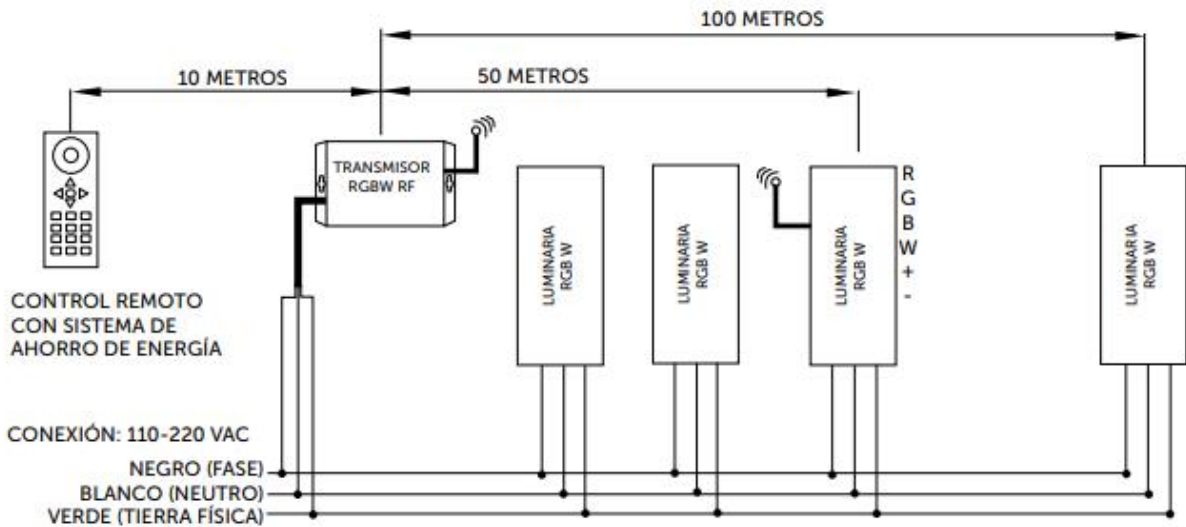 100 METROS
10 METROS
50 METROS
TRANSMISOR
RGBW RF
LUMINARIA
RGB W
LUMINARIA
RGB W
LUMINARIA
RGB W
R
G
B
W
+
-
LUMINARIA
RGB W
CONTROL REMOTO
CON SISTEMA DE
AHORRO DE ENERGÍA
CONEXIÓN: 110-220 VAC
NEGRO (FASE)
BLANCO (NEUTRO)
VERDE (TIERRA FÍSICA)